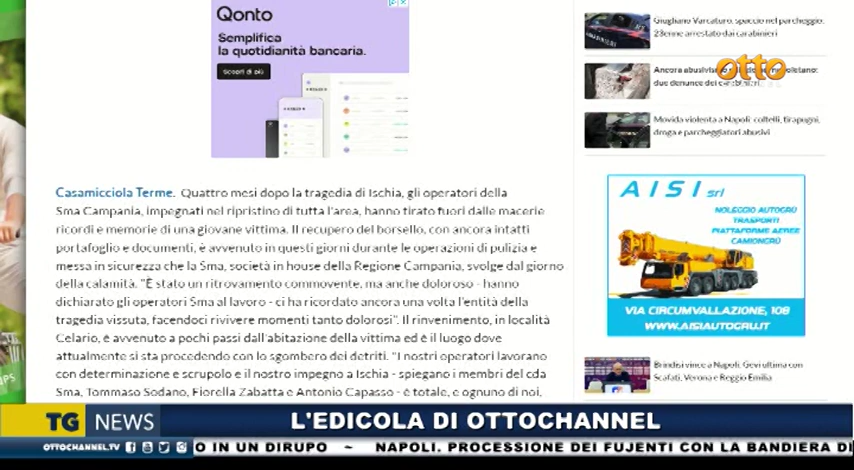 Qonto
Semplifica
la quotidianità bancaria.
Scopri di più
Giugliano Varcaturo, spaccio nel parcheggio,
23enne arrestato dai carabinieri
otto
Ancora abusivismo
due denunce dei carabinieri
Movida violenta a Napoli: coltelli, tirapugni,
droga e parcheggiatori abusivi
Casamicciola Terme. Quattro mesi dopo la tragedia di Ischia, gli operatori della
Sma Campania, impegnati nel ripristino di tutta l'area, hanno tirato fuori dalle macerie
ricordi e memorie di una giovane vittima. Il recupero del borsello, con ancora intatti
portafoglio e documenti, è avvenuto in questi giorni durante le operazioni di pulizia e
messa in sicurezza che la Sma, società in house della Regione Campania, svolge dal giorno
della calamità. "È stato un ritrovamento commovente, ma anche doloroso - hanno
dichiarato gli operatori Sma al lavoro - ci ha ricordato ancora una volta l'entità della
tragedia vissuta, facendoci rivivere momenti tanto dolorosi". Il rinvenimento, in località
Celario, è avvenuto a pochi passi dall'abitazione della vittima ed è il luogo dove
attualmente si sta procedendo con lo sgombero dei detriti. "I nostri operatori lavorano
con determinazione e scrupolo e il nostro impegno a Ischia - spiegano i membri del cda
Sma, Tommaso Sodano, Fiorella Zabatta e Antonio Capasso - è totale, e ognuno di noi,
AISI srl
NOLEGGIO AUTOGRÙ
TRASPORTI
PIATTAFORME AEREE
CAMIONGRÙ
VIA CIRCUMVALLAZIONE, 108
WWW.AISIAUTOGRU.IT
Brindisi vince a Napoli. Gevi ultima con
Scafati, Verona e Reggio Emilia
TG NEWS
L'EDICOLA DI OTTOCHANNEL
OTTOCHANNEL.TV
O IN UN DIRUPO ~ NAPOLI. PROCESSIONE DEI FUJENTI CON LA BANDIERA DI